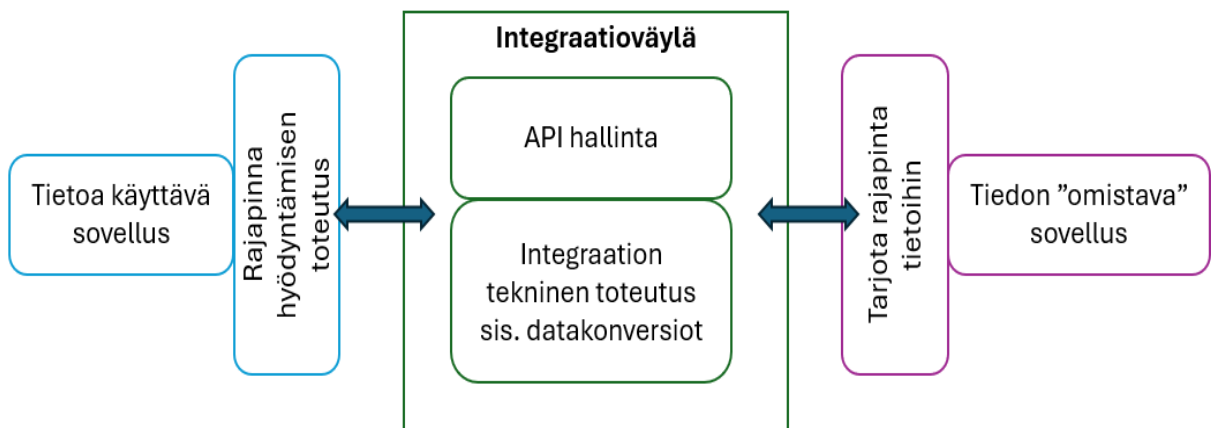 Integraatioväylä
Tietoa käyttävä
sovellus
Rajapinna
hyödyntämisen
toteutus
API hallinta
Integraation
tekninen toteutus
sis. datakonversiot
Tarjota rajapinta
tietoihin
Tiedon ”omistava”
sovellus